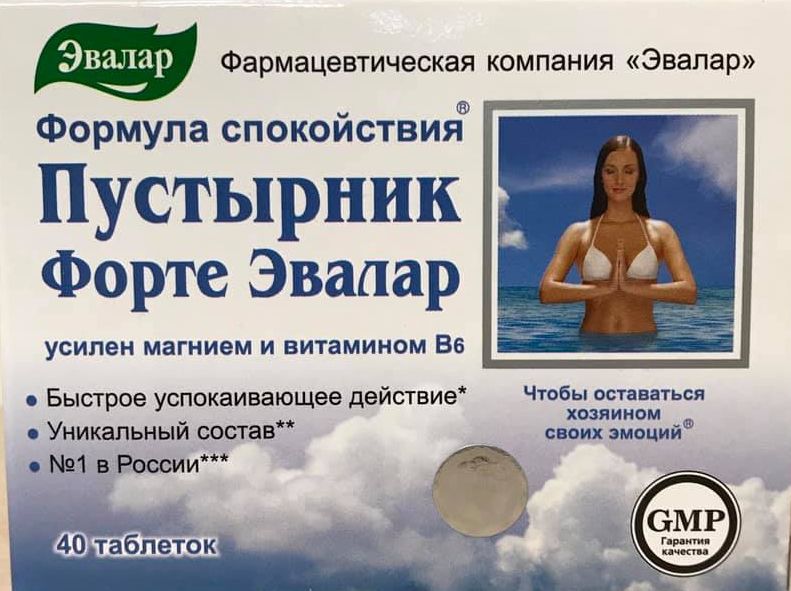 Эвалар
Фармацевтическая компания «Эвалар»
Формула спокойствия®
Пустырник
Форте Эвалар
усилен магнием и витамином В6
• Быстрое успокаивающее действие*
• Уникальный состав**
• №1 в России***
40 таблеток
Чтобы оставаться
хозяином
своих эмоций®
GMP
Гарантия
качества